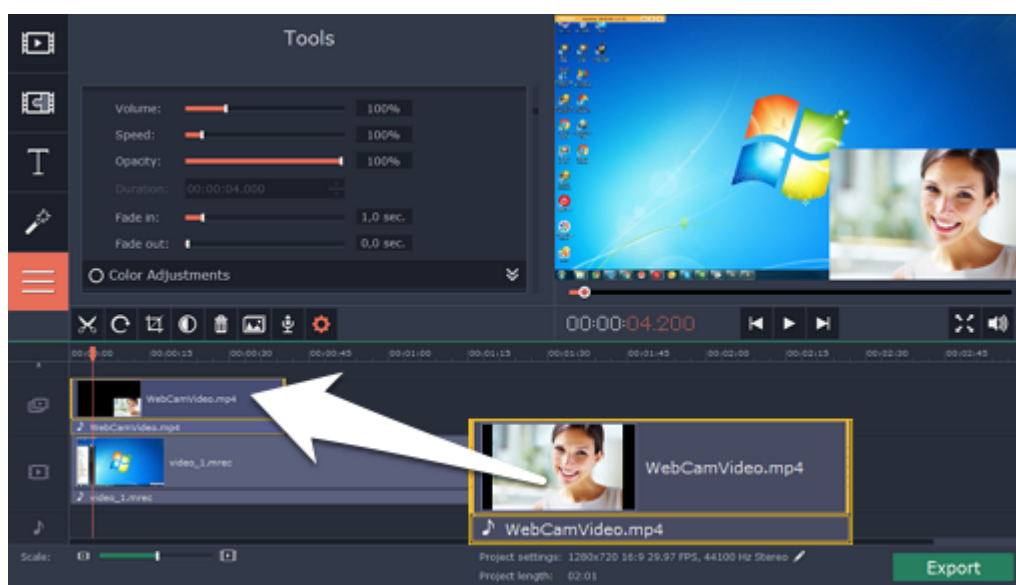 Tools
Volume: 100%
Speed: 100%
Opacity: 100%
Duration: 00:00:04.000
Fade in: 1,0 sec.
Fade out: 0,0 sec.
Color Adjustments
00:00:04.200
00:00:00 00:00:15 00:00:30 00:00:45 00:01:00 00:01:15 00:01:30 00:01:45 00:02:00 00:02:15 00:02:30 00:02:45
WebCamVideo.mp4
WebCamVideo.mp4
video_1.mrec
video_1.mrec
WebCamVideo.mp4
WebCamVideo.mp4
Scale:
Project settings: 1280x720 16:9 29.97 FPS, 44100 Hz Stereo
Project length: 02:01
Export